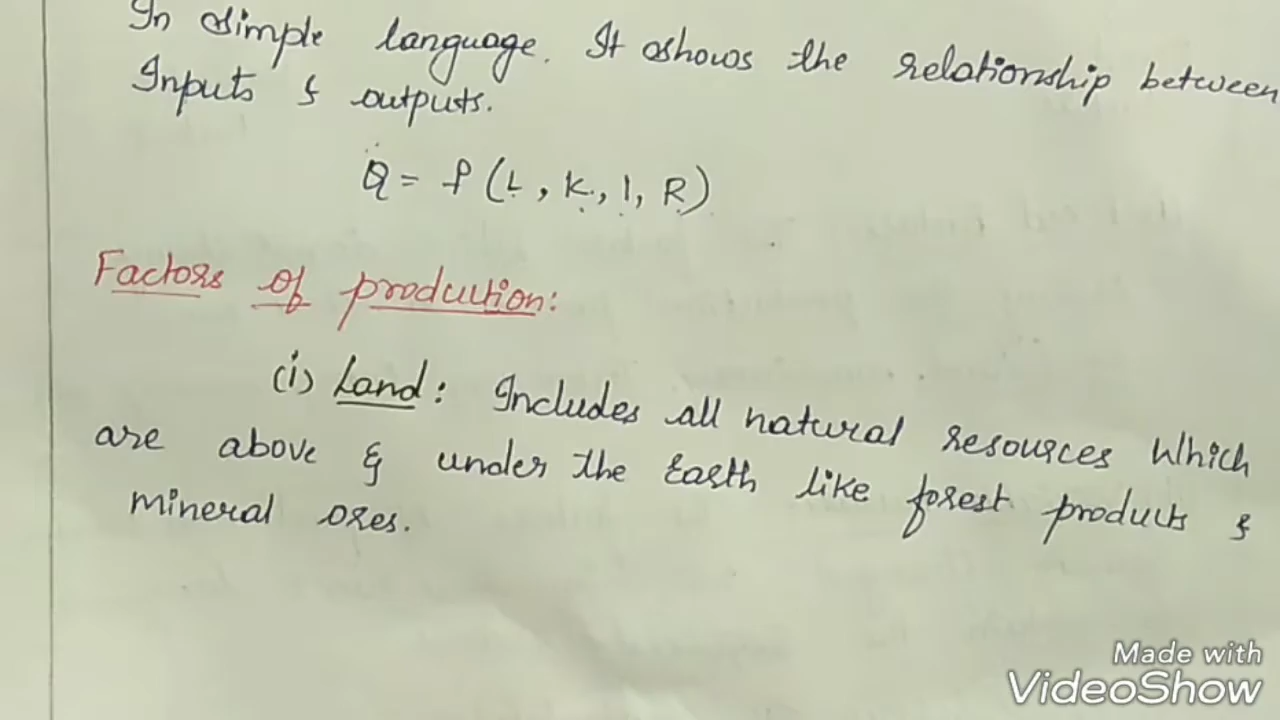 In simple language. It shows the relationship between
Inputs & outputs.
Q = f (L, K, I, R)
Factors of production:
(i) Land: Includes all natural resources which
are above & under the Earth like forest products &
mineral ores.
Made with
VideoShow